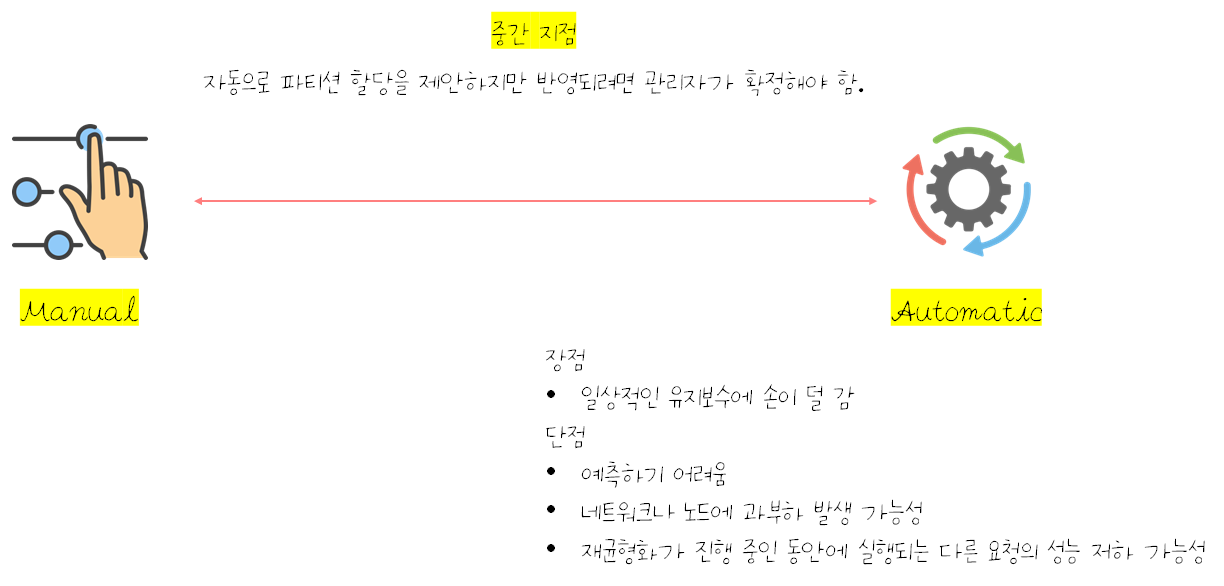 중간 지점
자동으로 파티션 할당을 제안하지만 반영되려면 관리자가 확정해야 함.
Manual
Automatic
장점
• 일상적인 유지보수에 손이 덜 감
단점
• 예측하기 어려움
• 네트워크나 노드에 과부하 발생 가능성
• 재균형화가 진행 중인 동안에 실행되는 다른 요청의 성능 저하 가능성